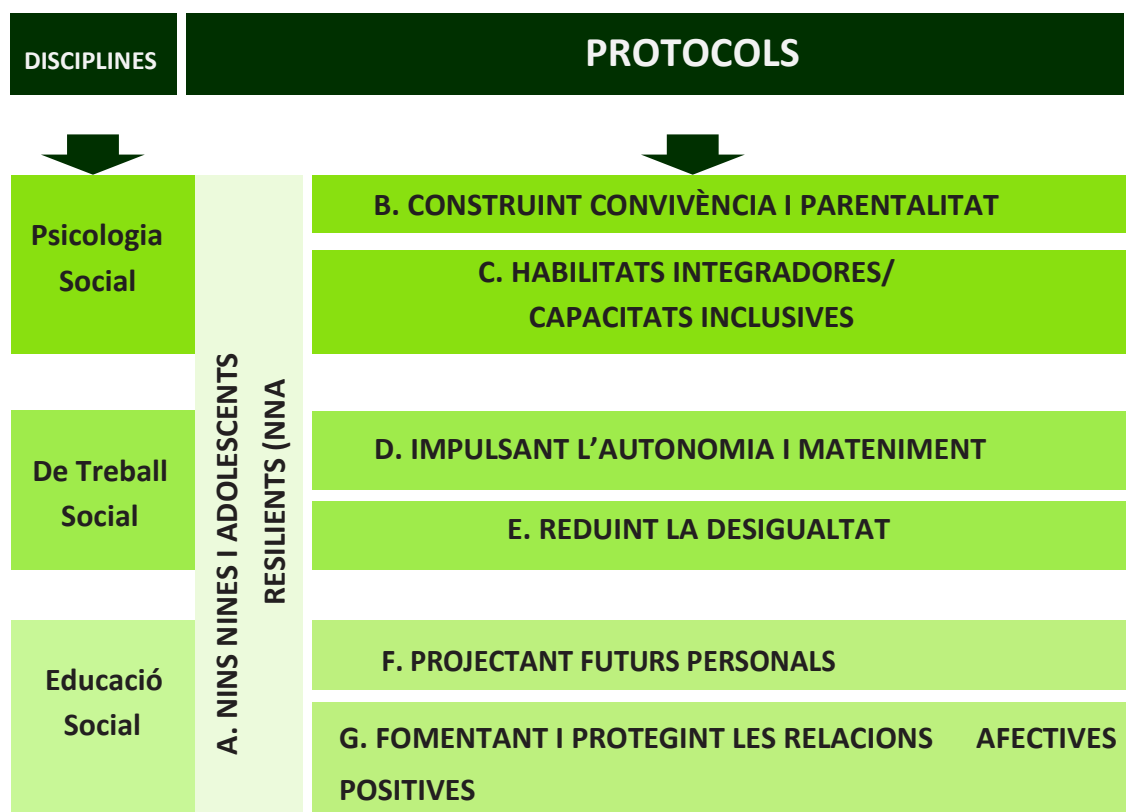 DISCIPLINES
PROTOCOLS
Psicologia
Social
A. NINS NINES I ADOLESCENTS
RESILIENTS (NNA
B. CONSTRUINT CONVIVÈNCIA I PARENTALITAT
C. HABILITATS INTEGRADORES/
CAPACITATS INCLUSIVES
De Treball
Social
D. IMPULSANT L’AUTONOMIA I MATENIMENT
E. REDUINT LA DESIGUALTAT
Educació
Social
F. PROJECTANT FUTURS PERSONALS
G. FOMENTANT I PROTEGINT LES RELACIONS AFECTIVES
POSITIVES